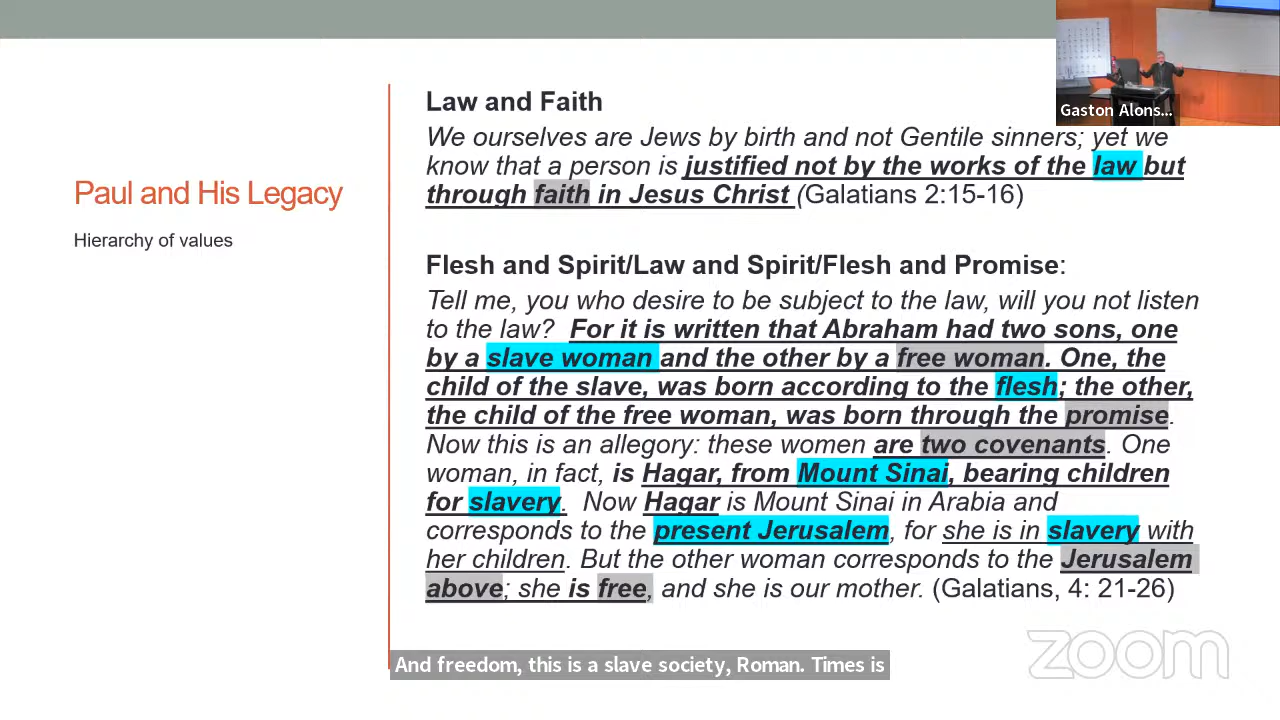 Gaston Alons...
Law and Faith
We ourselves are Jews by birth and not Gentile sinners; yet we
know that a person is justified not by the works of the law but
through faith in Jesus Christ (Galatians 2:15-16)
Paul and His Legacy
Hierarchy of values
Flesh and Spirit/Law and Spirit/Flesh and Promise:
Tell me, you who desire to be subject to the law, will you not listen
to the law? For it is written that Abraham had two sons, one
by a slave woman and the other by a free woman. One, the
child of the slave, was born according to the flesh; the other,
the child of the free woman, was born through the promise.
Now this is an allegory: these women are two covenants. One
woman, in fact, is Hagar, from Mount Sinai, bearing children
for slavery. Now Hagar is Mount Sinai in Arabia and
corresponds to the present Jerusalem, for she is in slavery with
her children. But the other woman corresponds to the Jerusalem
above; she is free, and she is our mother. (Galatians, 4: 21-26)
And freedom, this is a slave society, Roman. Times is
zoom